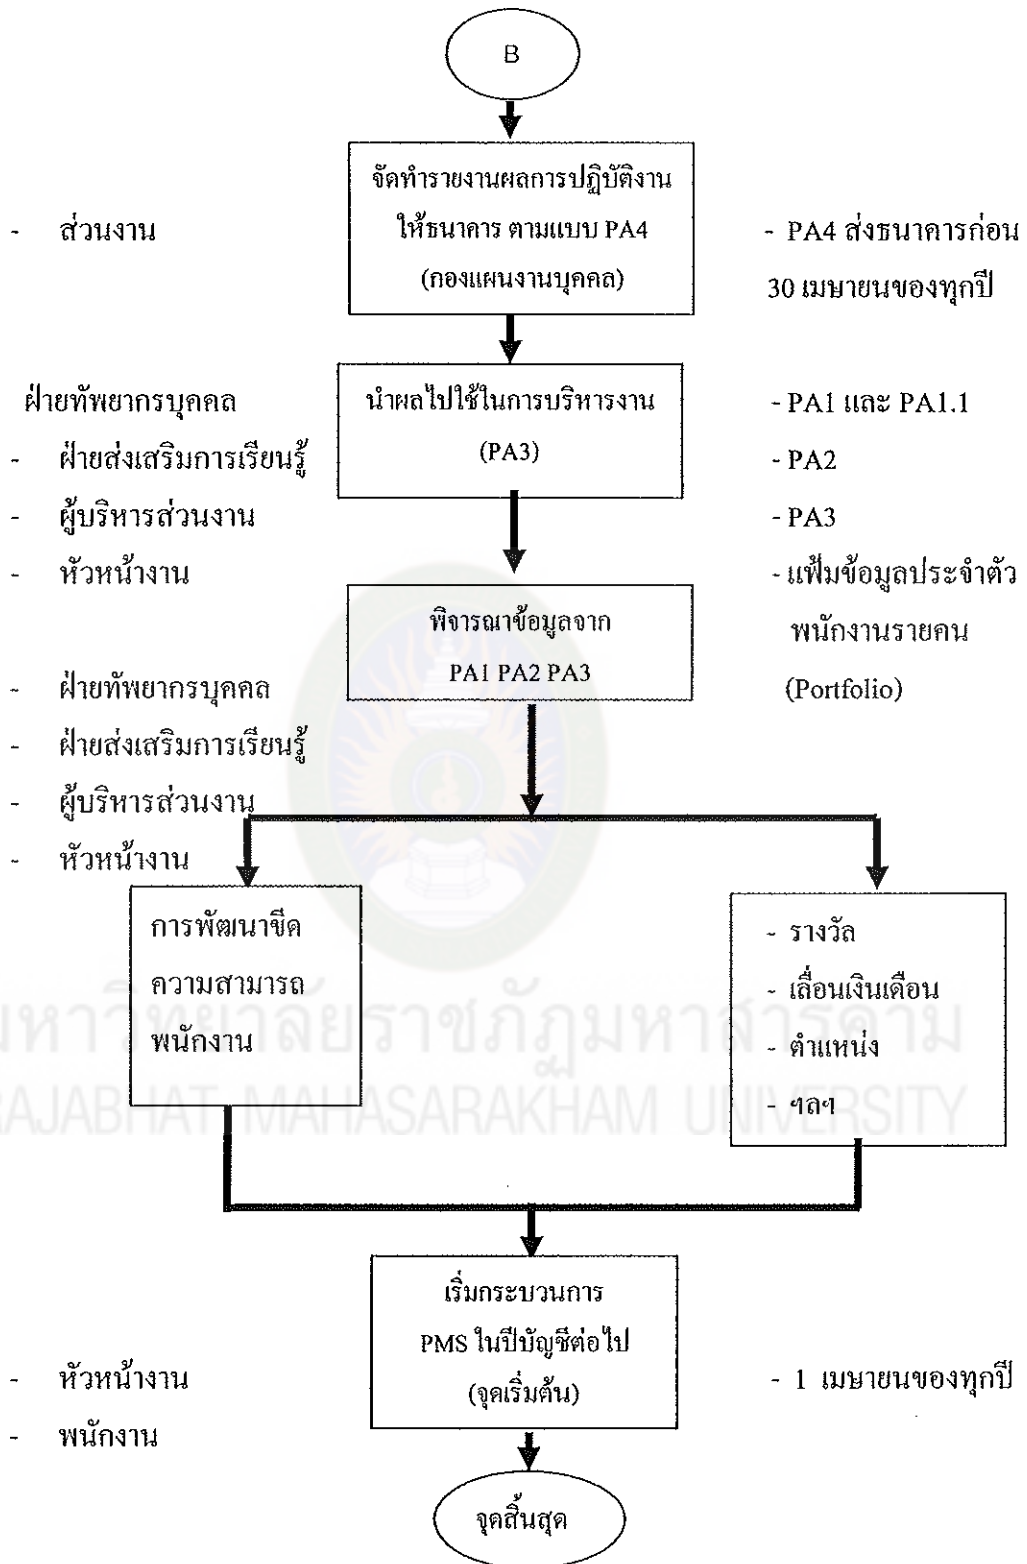 B
จัดทำรายงานผลการปฏิบัติงาน
ให้ธนาคาร ตามแบบ PA4
(กองแผนงานบุคคล)
- ส่วนงาน
- PA4 ส่งธนาคารก่อน
30 เมษายนของทุกปี
นำผลไปใช้ในการบริหารงาน
(PA3)
ฝ่ายทัพยากรบุคคล
- ฝ่ายส่งเสริมการเรียนรู้
- ผู้บริหารส่วนงาน
- หัวหน้างาน
- PA1 และ PA1.1
- PA2
- PA3
- แฟ้มข้อมูลประจำตัว
พนักงานรายคน
(Portfolio)
พิจารณาข้อมูลจาก
PA1 PA2 PA3
- ฝ่ายทัพยากรบุคคล
- ฝ่ายส่งเสริมการเรียนรู้
- ผู้บริหารส่วนงาน
- หัวหน้างาน
การพัฒนาขีด
ความสามารถ
พนักงาน
- รางวัล
- เลื่อนเงินเดือน
- ตำแหน่ง
- ฯลฯ
มหาวิทยาลัยราชภัฏมหาสารคาม
RAJABHAT MAHASARAKHAM UNIVERSITY
เริ่มกระบวนการ
PMS ในปีบัญชีต่อไป
(จุดเริ่มต้น)
- หัวหน้างาน
- พนักงาน
- 1 เมษายนของทุกปี
จุดสิ้นสุด